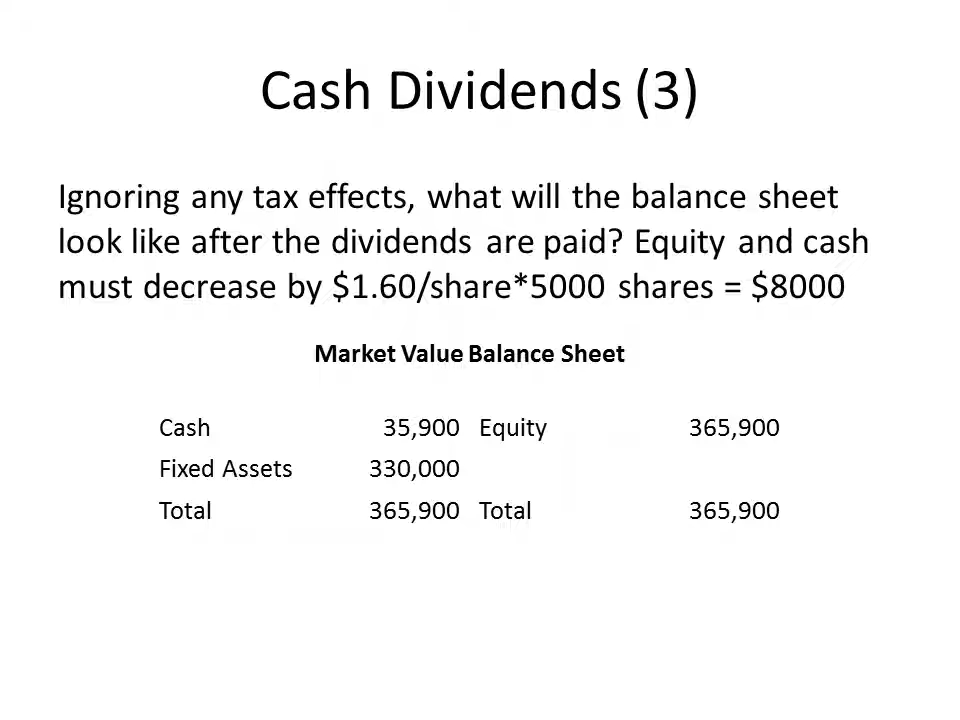 Cash Dividends (3)
Ignoring any tax effects, what will the balance sheet
look like after the dividends are paid? Equity and cash
must decrease by $1.60/share*5000 shares = $8000
Market Value Balance Sheet
Cash 35,900 Equity 365,900
Fixed Assets 330,000
Total 365,900 Total 365,900